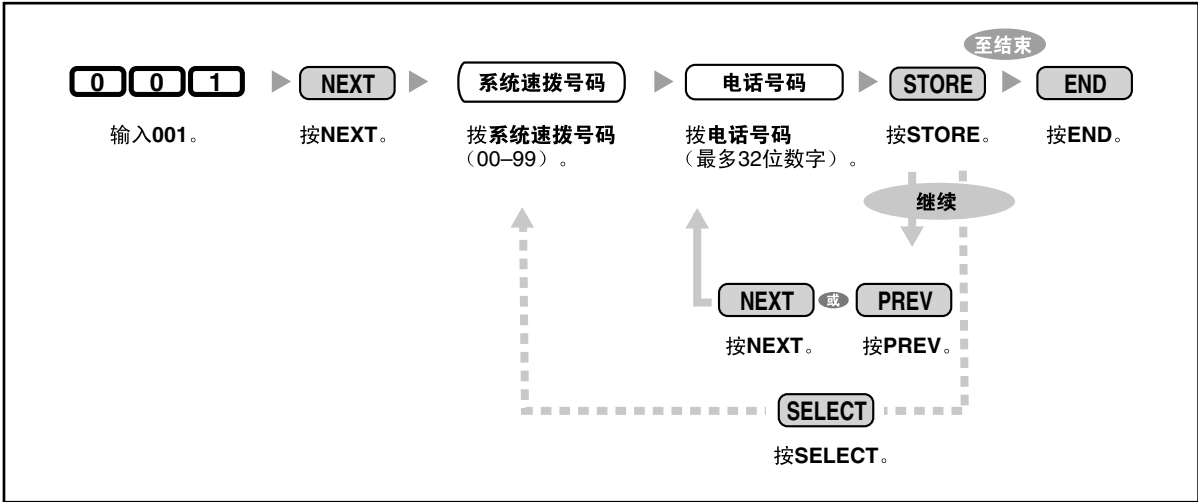 至结束
0 0 1 NEXT 系统速拨号码 电话号码 STORE END
输入001。 按NEXT。 拨系统速拨号码 拨电话号码 按STORE。 按END。
（00–99）。 （最多32位数字）。
继续
NEXT 或 PREV
按NEXT。 按PREV。
SELECT
按SELECT。